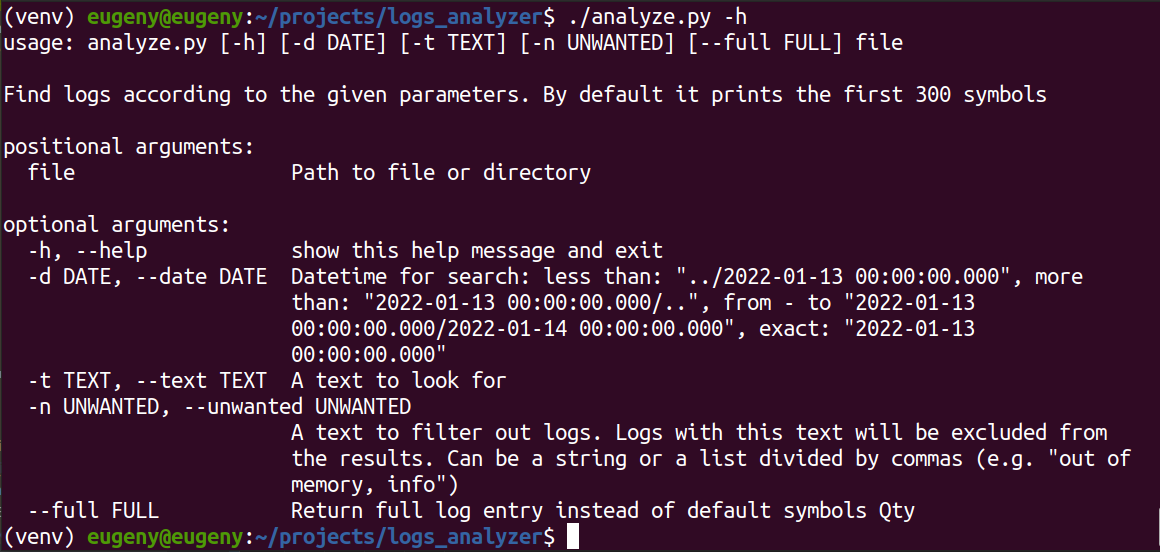 (venv) eugeny@eugeny:~/projects/logs_analyzer$ ./analyze.py -h
usage: analyze.py [-h] [-d DATE] [-t TEXT] [-n UNWANTED] [--full FULL] file
Find logs according to the given parameters. By default it prints the first 300 symbols
positional arguments:
file Path to file or directory
optional arguments:
-h, --help show this help message and exit
-d DATE, --date DATE Datetime for search: less than: "../2022-01-13 00:00:00.000", more
than: "2022-01-13 00:00:00.000/..", from - to "2022-01-13
00:00:00.000/2022-01-14 00:00:00.000", exact: "2022-01-13
00:00:00.000"
-t TEXT, --text TEXT A text to look for
-n UNWANTED, --unwanted UNWANTED
A text to filter out logs. Logs with this text will be excluded from
the results. Can be a string or a list divided by commas (e.g. "out of
memory, info")
--full FULL Return full log entry instead of default symbols Qty
(venv) eugeny@eugeny:~/projects/logs_analyzer$